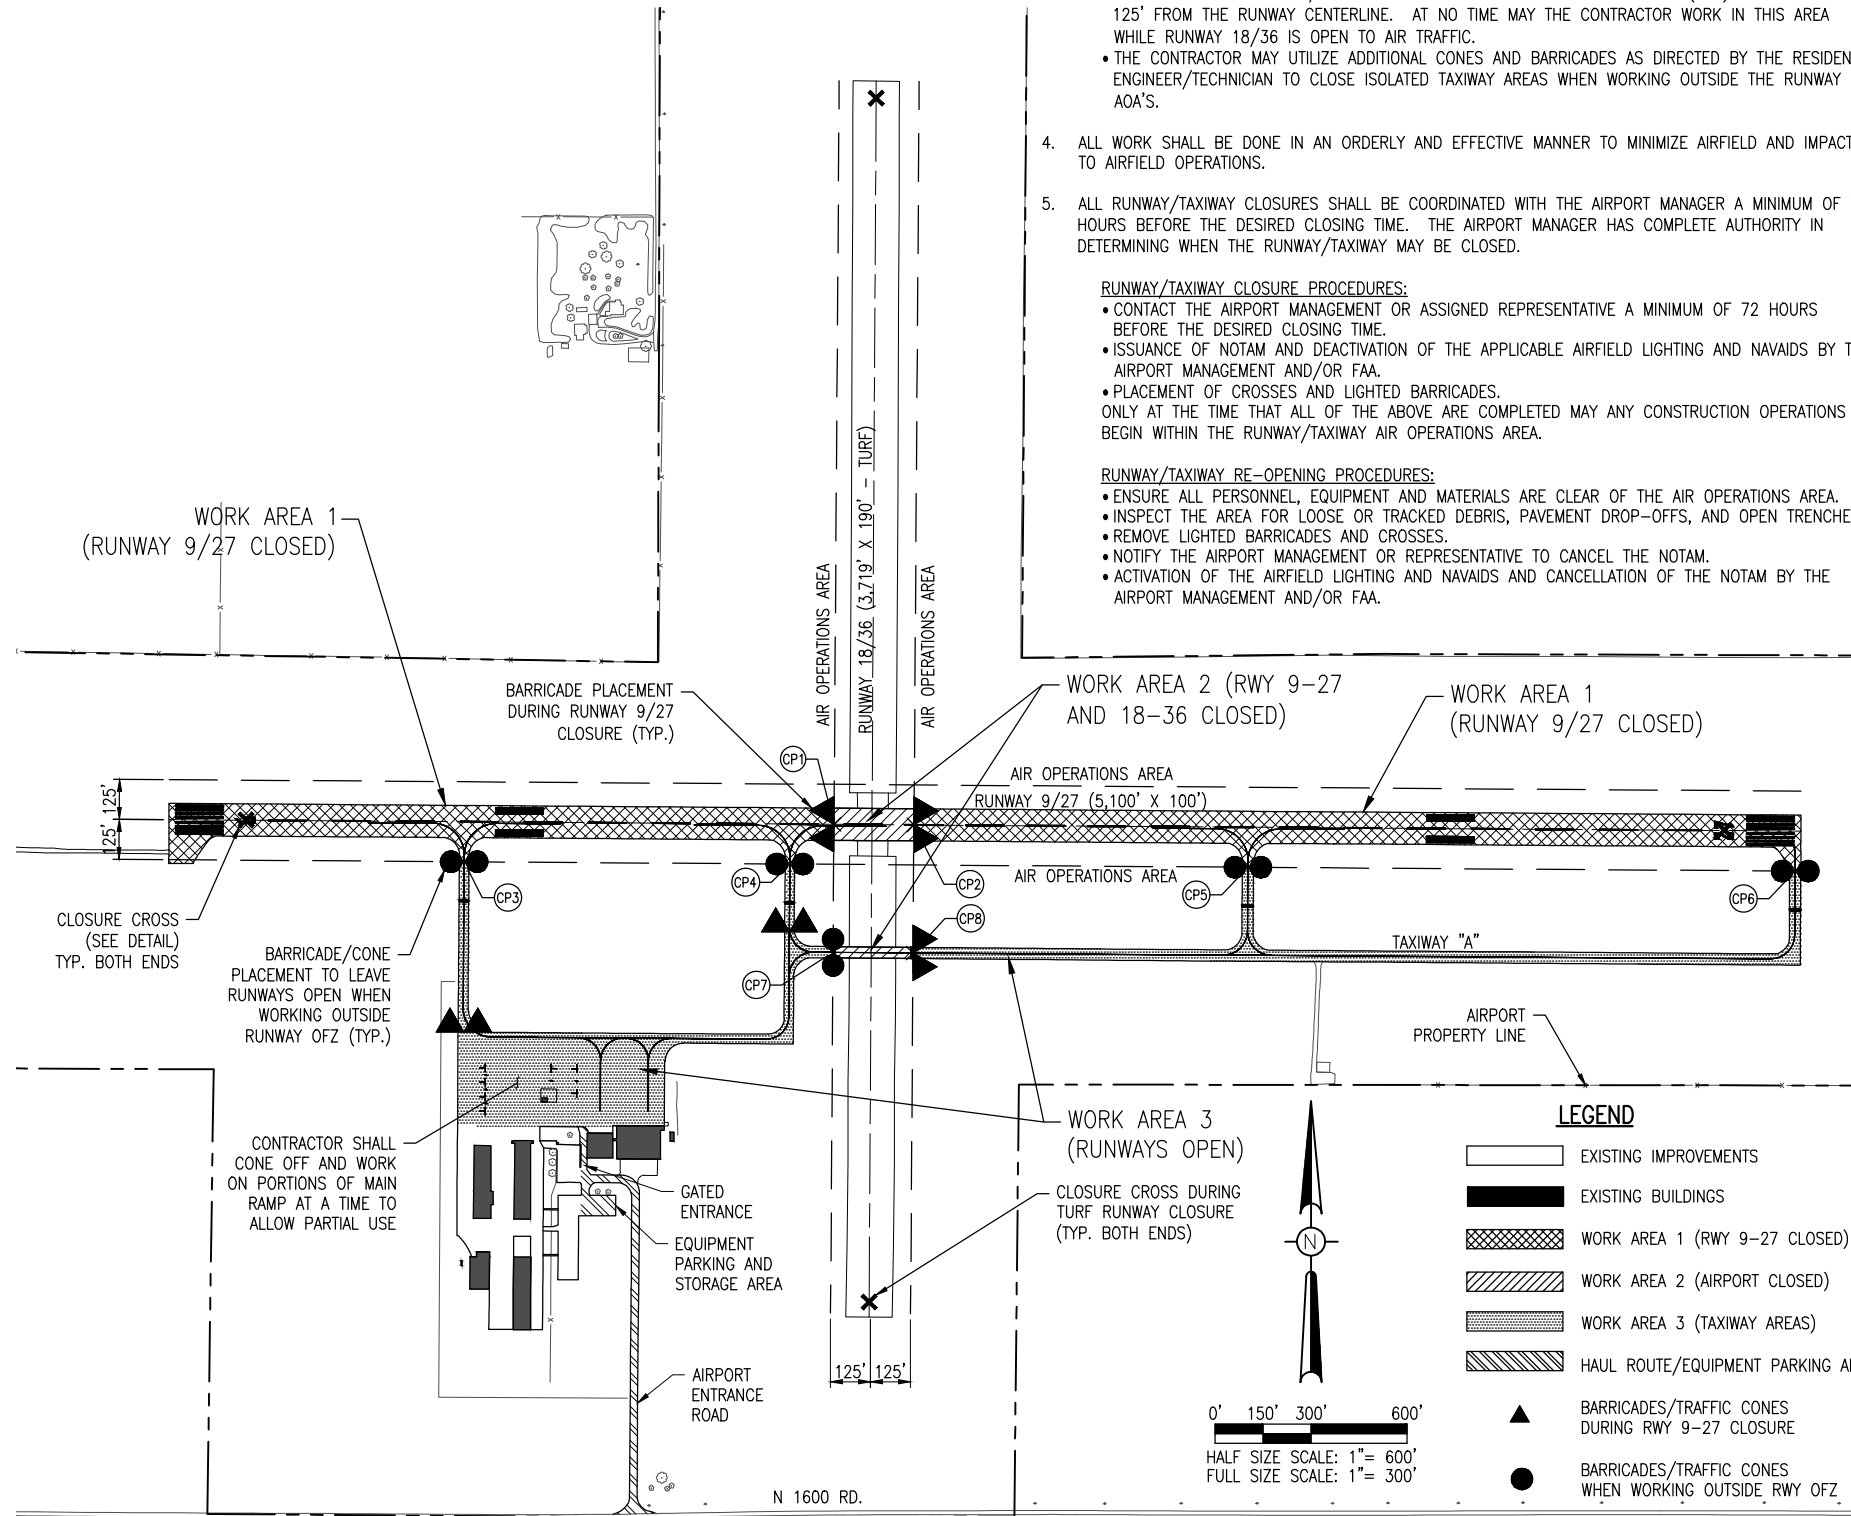 125' FROM THE RUNWAY CENTERLINE. AT NO TIME MAY THE CONTRACTOR WORK IN THIS AREA
WHILE RUNWAY 18/36 IS OPEN TO AIR TRAFFIC.
• THE CONTRACTOR MAY UTILIZE ADDITIONAL CONES AND BARRICADES AS DIRECTED BY THE RESIDEN
ENGINEER/TECHNICIAN TO CLOSE ISOLATED TAXIWAY AREAS WHEN WORKING OUTSIDE THE RUNWAY
AOA'S.
4. ALL WORK SHALL BE DONE IN AN ORDERLY AND EFFECTIVE MANNER TO MINIMIZE AIRFIELD AND IMPACT
TO AIRFIELD OPERATIONS.
5. ALL RUNWAY/TAXIWAY CLOSURES SHALL BE COORDINATED WITH THE AIRPORT MANAGER A MINIMUM OF
HOURS BEFORE THE DESIRED CLOSING TIME. THE AIRPORT MANAGER HAS COMPLETE AUTHORITY IN
DETERMINING WHEN THE RUNWAY/TAXIWAY MAY BE CLOSED.
RUNWAY/TAXIWAY CLOSURE PROCEDURES:
• CONTACT THE AIRPORT MANAGEMENT OR ASSIGNED REPRESENTATIVE A MINIMUM OF 72 HOURS
BEFORE THE DESIRED CLOSING TIME.
• ISSUANCE OF NOTAM AND DEACTIVATION OF THE APPLICABLE AIRFIELD LIGHTING AND NAVAIDS BY T
AIRPORT MANAGEMENT AND/OR FAA.
• PLACEMENT OF CROSSES AND LIGHTED BARRICADES.
ONLY AT THE TIME THAT ALL OF THE ABOVE ARE COMPLETED MAY ANY CONSTRUCTION OPERATIONS
BEGIN WITHIN THE RUNWAY/TAXIWAY AIR OPERATIONS AREA.
RUNWAY/TAXIWAY RE-OPENING PROCEDURES:
• ENSURE ALL PERSONNEL, EQUIPMENT AND MATERIALS ARE CLEAR OF THE AIR OPERATIONS AREA.
• INSPECT THE AREA FOR LOOSE OR TRACKED DEBRIS, PAVEMENT DROP-OFFS, AND OPEN TRENCHE
• REMOVE LIGHTED BARRICADES AND CROSSES.
• NOTIFY THE AIRPORT MANAGEMENT OR REPRESENTATIVE TO CANCEL THE NOTAM.
• ACTIVATION OF THE AIRFIELD LIGHTING AND NAVAIDS AND CANCELLATION OF THE NOTAM BY THE
AIRPORT MANAGEMENT AND/OR FAA.
WORK AREA 1
(RUNWAY 9/27 CLOSED)
AIR OPERATIONS AREA
RUNWAY 18/36 (3,719' X 190' - TURF)
AIR OPERATIONS AREA
BARRICADE PLACEMENT
DURING RUNWAY 9/27
CLOSURE (TYP.)
WORK AREA 2 (RWY 9-27
AND 18-36 CLOSED)
WORK AREA 1
(RUNWAY 9/27 CLOSED)
CP1
AIR OPERATIONS AREA
RUNWAY 9/27 (5,100' X 100')
125'
125'
AIR OPERATIONS AREA
CP3
CP4
CP2
CP5
CP6
CP8
CP7
TAXIWAY "A"
CLOSURE CROSS
(SEE DETAIL)
TYP. BOTH ENDS
BARRICADE/CONE
PLACEMENT TO LEAVE
RUNWAYS OPEN WHEN
WORKING OUTSIDE
RUNWAY OFZ (TYP.)
AIRPORT
PROPERTY LINE
CONTRACTOR SHALL
CONE OFF AND WORK
ON PORTIONS OF MAIN
RAMP AT A TIME TO
ALLOW PARTIAL USE
WORK AREA 3
(RUNWAYS OPEN)
GATED
ENTRANCE
EQUIPMENT
PARKING AND
STORAGE AREA
CLOSURE CROSS DURING
TURF RUNWAY CLOSURE
(TYP. BOTH ENDS)
AIRPORT
ENTRANCE
ROAD
125'
125'
N 1600 RD.
N
0' 150' 300' 600'
HALF SIZE SCALE: 1"= 600'
FULL SIZE SCALE: 1"= 300'
LEGEND
EXISTING IMPROVEMENTS
EXISTING BUILDINGS
WORK AREA 1 (RWY 9-27 CLOSED)
WORK AREA 2 (AIRPORT CLOSED)
WORK AREA 3 (TAXIWAY AREAS)
HAUL ROUTE/EQUIPMENT PARKING A
BARRICADES/TRAFFIC CONES
DURING RWY 9-27 CLOSURE
BARRICADES/TRAFFIC CONES
WHEN WORKING OUTSIDE RWY OFZ